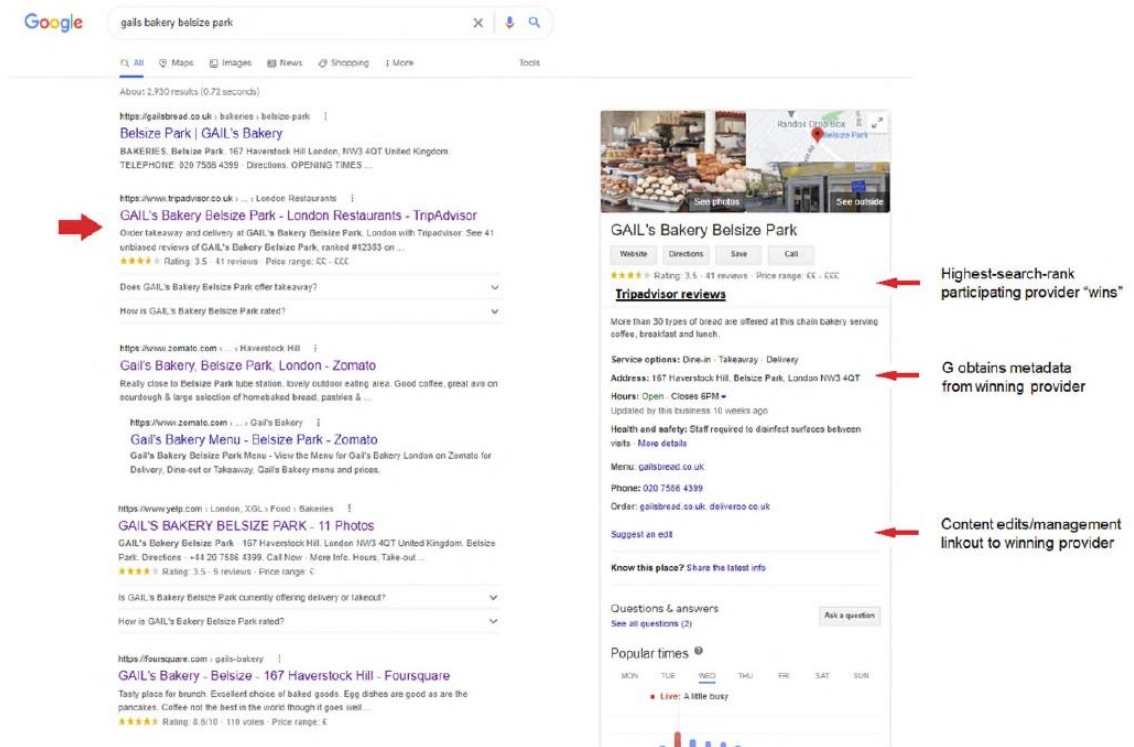 Google
gails bakery belsize park
All
Maps
Images
News
Shopping
More
Tools
About 2,930 results (0.72 seconds)
https://gailsbread.co.uk › bakeries › belsize-park
Belsize Park | GAIL's Bakery
BAKERIES. Belsize Park. 167 Haverstock Hill London, NW3 4QT United Kingdom.
TELEPHONE. 020 7586 4399 · Directions. OPENING TIMES ...
https://www.tripadvisor.co.uk › ... › London Restaurants
GAIL's Bakery Belsize Park - London Restaurants - TripAdvisor
Order takeaway and delivery at GAIL's Bakery Belsize Park, London with Tripadvisor: See 41
unbiased reviews of GAIL's Bakery Belsize Park, ranked #12383 on ...
Rating: 3.5 · 41 reviews · Price range: ££ - £££
Does GAIL's Bakery Belsize Park offer takeaway?
How is GAIL's Bakery Belsize Park rated?
https://www.zomato.com › ... › Haverstock Hill
Gail's Bakery, Belsize Park, London - Zomato
Really close to Belsize Park tube station, lovely outdoor eating area. Good coffee, great avo on
sourdough & large selection of homebaked bread, pastries & ...
https://www.zomato.com › ... › Gail's Bakery
Gail's Bakery Menu - Belsize Park - Zomato
Gail's Bakery Belsize Park Menu - View the Menu for Gail's Bakery London on Zomato for
Delivery, Dine-out or Takeaway, Gail's Bakery menu and prices.
https://www.yelp.com › London, XGL › Food › Bakeries
GAIL'S BAKERY BELSIZE PARK - 11 Photos
GAIL's Bakery Belsize Park · 167 Haverstock Hill. London NW3 4QT United Kingdom. Belsize
Park. Directions · +44 20 7586 4399. Call Now · More Info. Hours, Take-out ...
Rating: 3.5 · 9 reviews · Price range: £
Is GAIL's Bakery Belsize Park currently offering delivery or takeout?
How is GAIL's Bakery Belsize Park rated?
https://foursquare.com › gails-bakery
GAIL's Bakery - Belsize - 167 Haverstock Hill - Foursquare
Tasty place for brunch. Excellent choice of baked goods. Egg dishes are good as are the
pancakes. Coffee not the best in the world though it goes well ...
Rating: 8.6/10 · 110 votes · Price range: £
Randox Drop Box
Belsize Park
See photos
See outside
GAIL's Bakery Belsize Park
Website
Directions
Save
Call
Rating: 3.5 · 41 reviews · Price range: ££ - £££
Tripadvisor reviews
More than 30 types of bread are offered at this chain bakery serving
coffee, breakfast and lunch.
Service options: Dine-in · Takeaway · Delivery
Address: 167 Haverstock Hill, Belsize Park, London NW3 4QT
Hours: Open · Closes 6PM
Updated by this business 10 weeks ago
Health and safety: Staff required to disinfect surfaces between
visits · More details
Menu: gailsbread.co.uk
Phone: 020 7586 4399
Order: gailsbread.co.uk, deliveroo.co.uk
Suggest an edit
Know this place? Share the latest info
Questions & answers
See all questions (2)
Ask a question
Popular times
MON TUE WED THU FRI SAT SUN
Live: A little busy
Highest-search-rank
participating provider “wins”
G obtains metadata
from winning provider
Content edits/management
linkout to winning provider